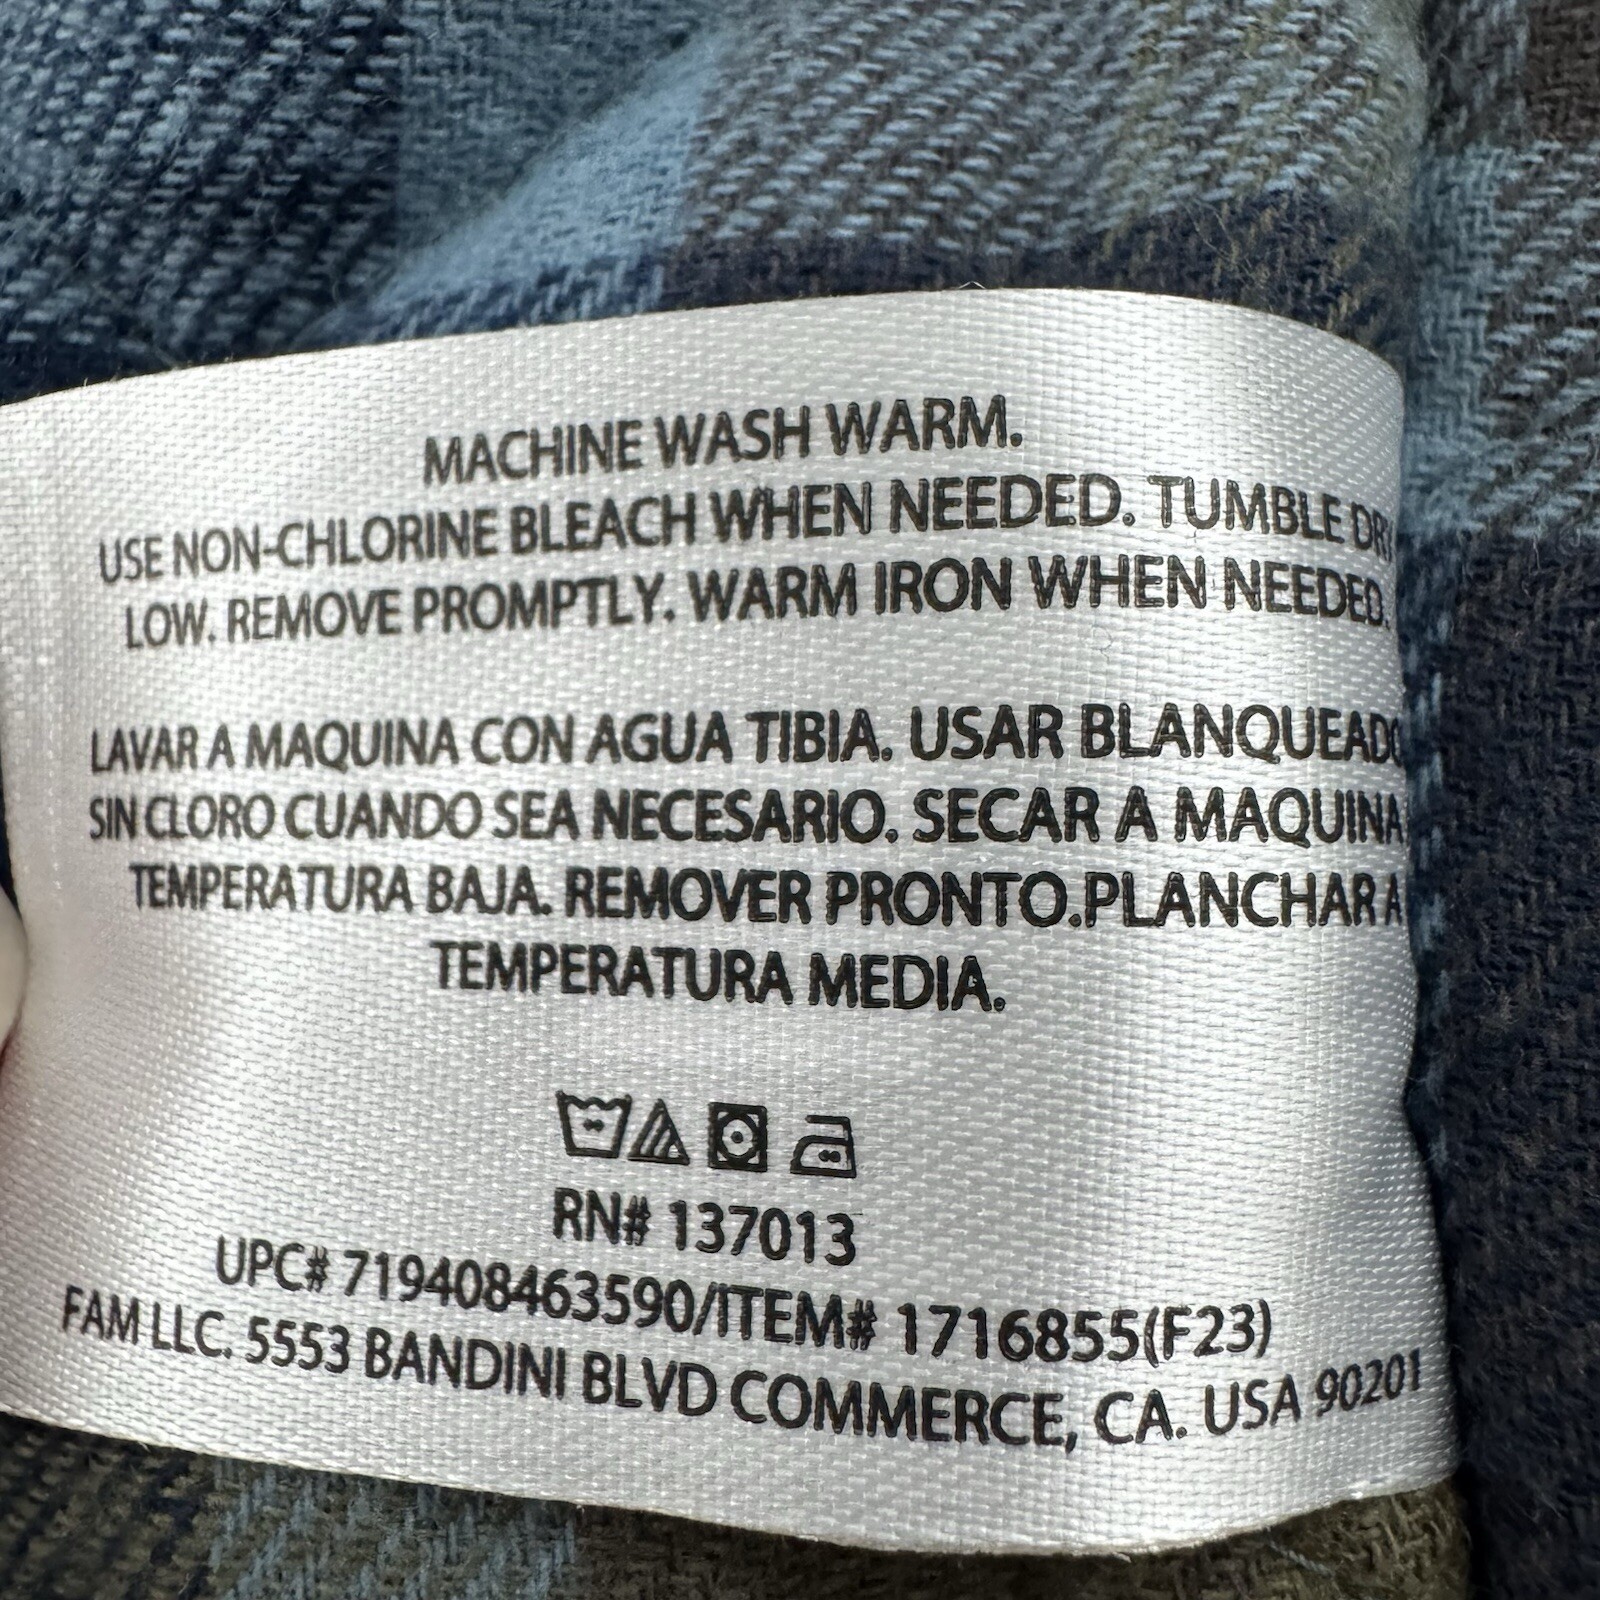 MACHINE WASH WARM.
USE NON-CHLORINE BLEACH WHEN NEEDED. TUMBLE DRY
LOW. REMOVE PROMPTLY. WARM IRON WHEN NEEDED.
LAVAR A MAQUINA CON AGUA TIBIA. USAR BLANQUEADO
SIN CLORO CUANDO SEA NECESARIO. SECAR A MAQUINA
TEMPERATURA BAJA. REMOVER PRONTO.PLANCHAR A
TEMPERATURA MEDIA.
RN# 137013
UPC# 719408463590/ITEM# 1716855(F23)
FAM LLC. 5553 BANDINI BLVD COMMERCE, CA. USA 90201